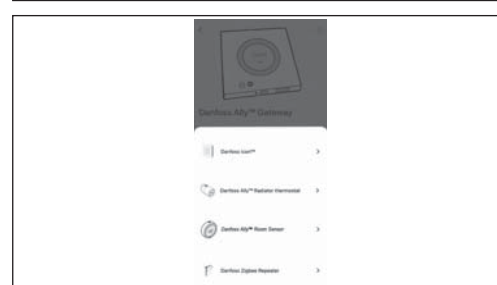 Danfoss Ally™ Gateway
Danfoss Icon™
Danfoss Ally™ Radiator thermostat
Danfoss Ally™ Room Sensor
Danfoss Zigbee Repeater